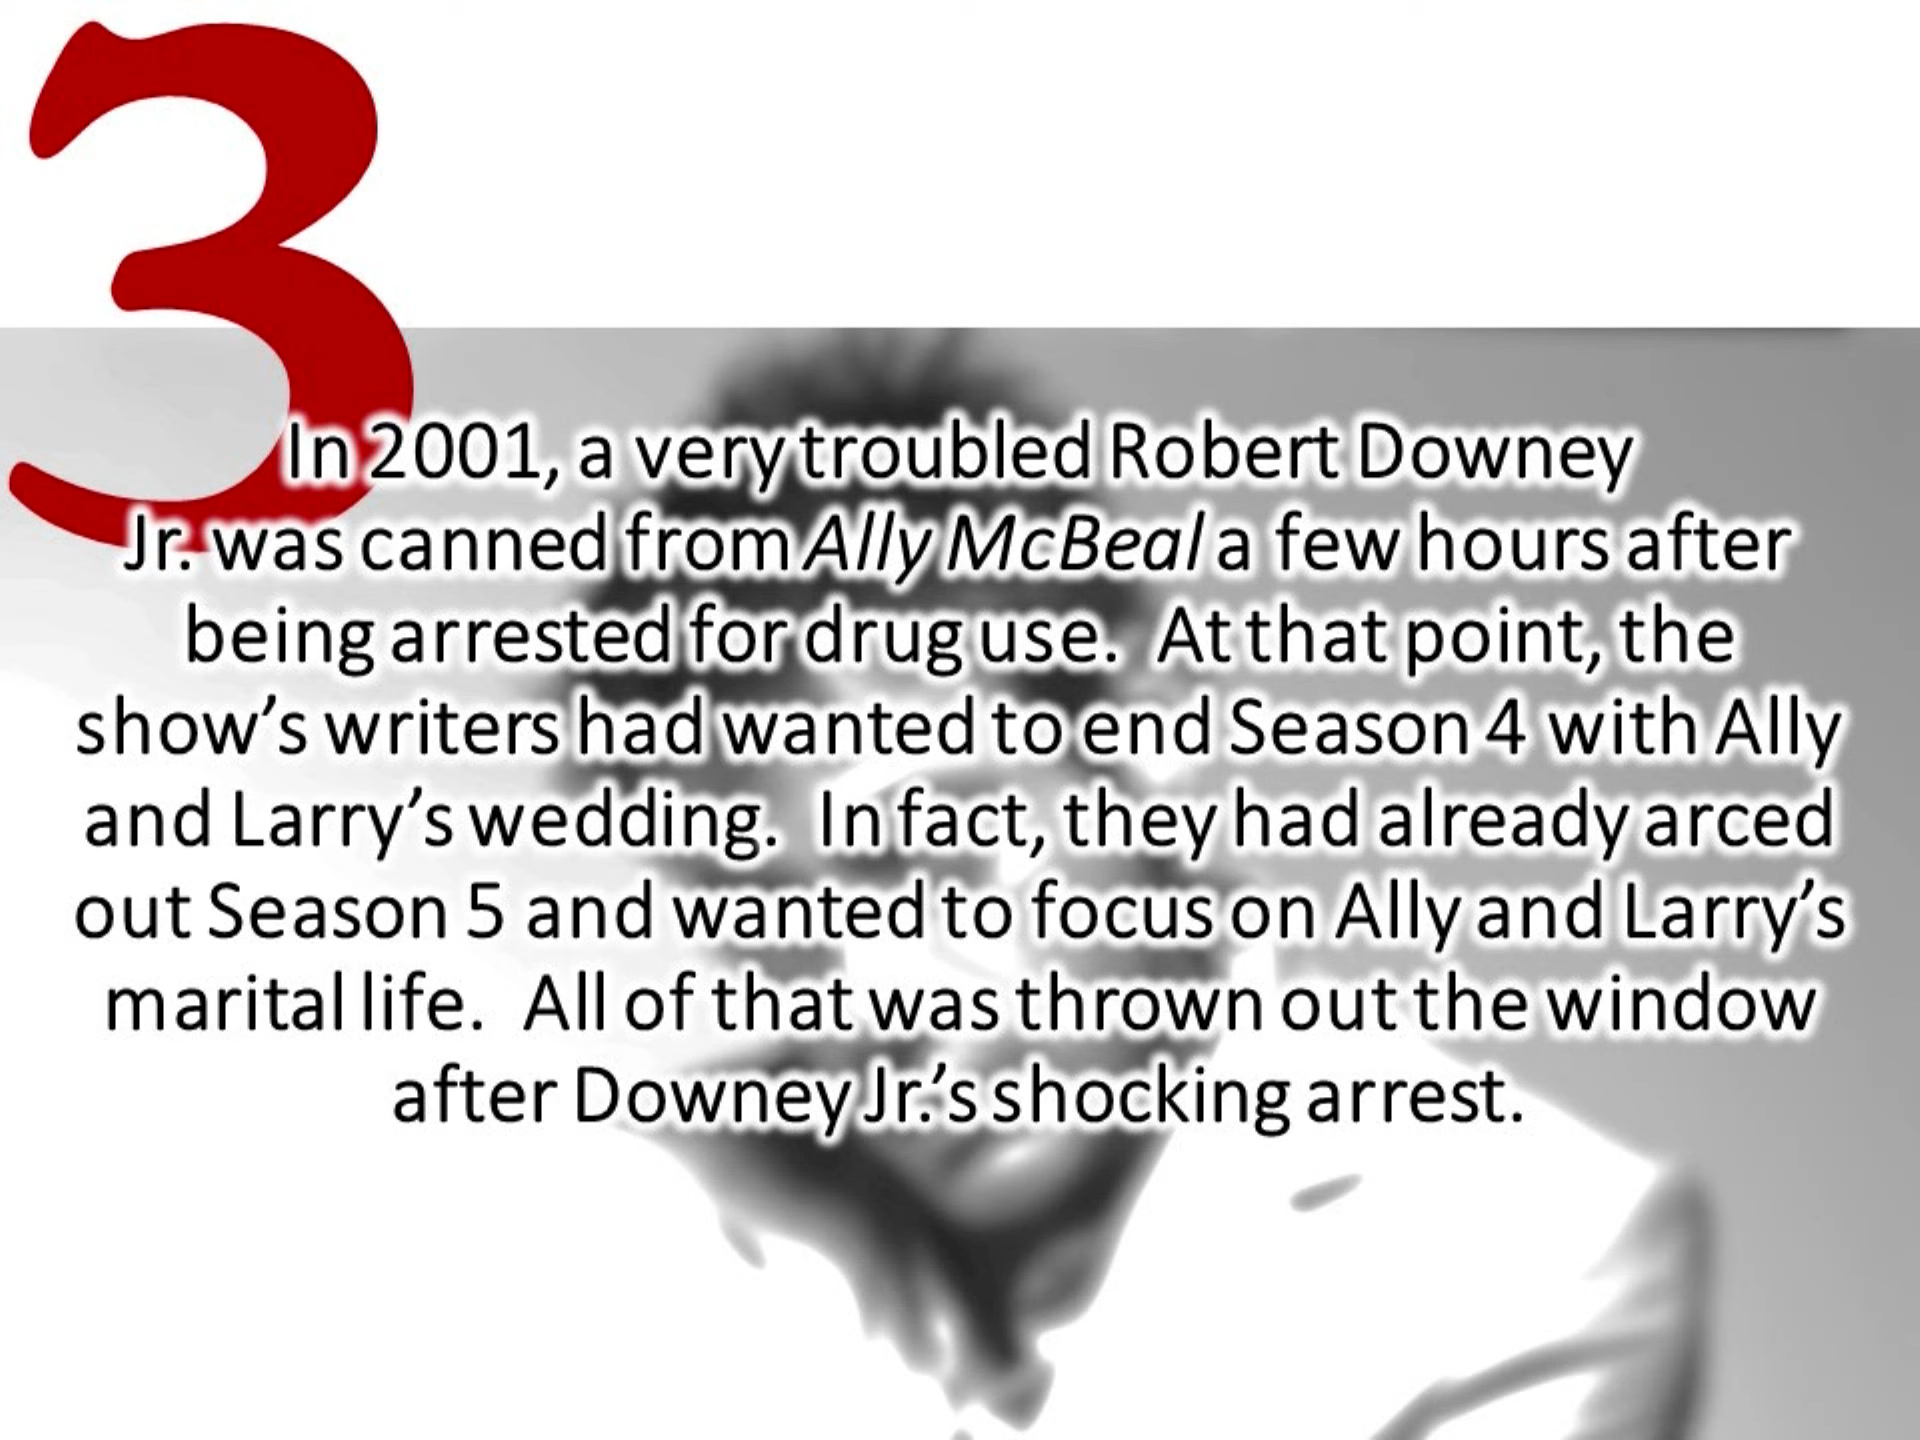 3
In 2001, a very troubled Robert Downey
Jr. was canned from Ally McBeal a few hours after
being arrested for drug use.  At that point, the
show’s writers had wanted to end Season 4 with Ally
and Larry’s wedding.  In fact, they had already arced
out Season 5 and wanted to focus on Ally and Larry’s
marital life.  All of that was thrown out the window
after Downey Jr.’s shocking arrest.